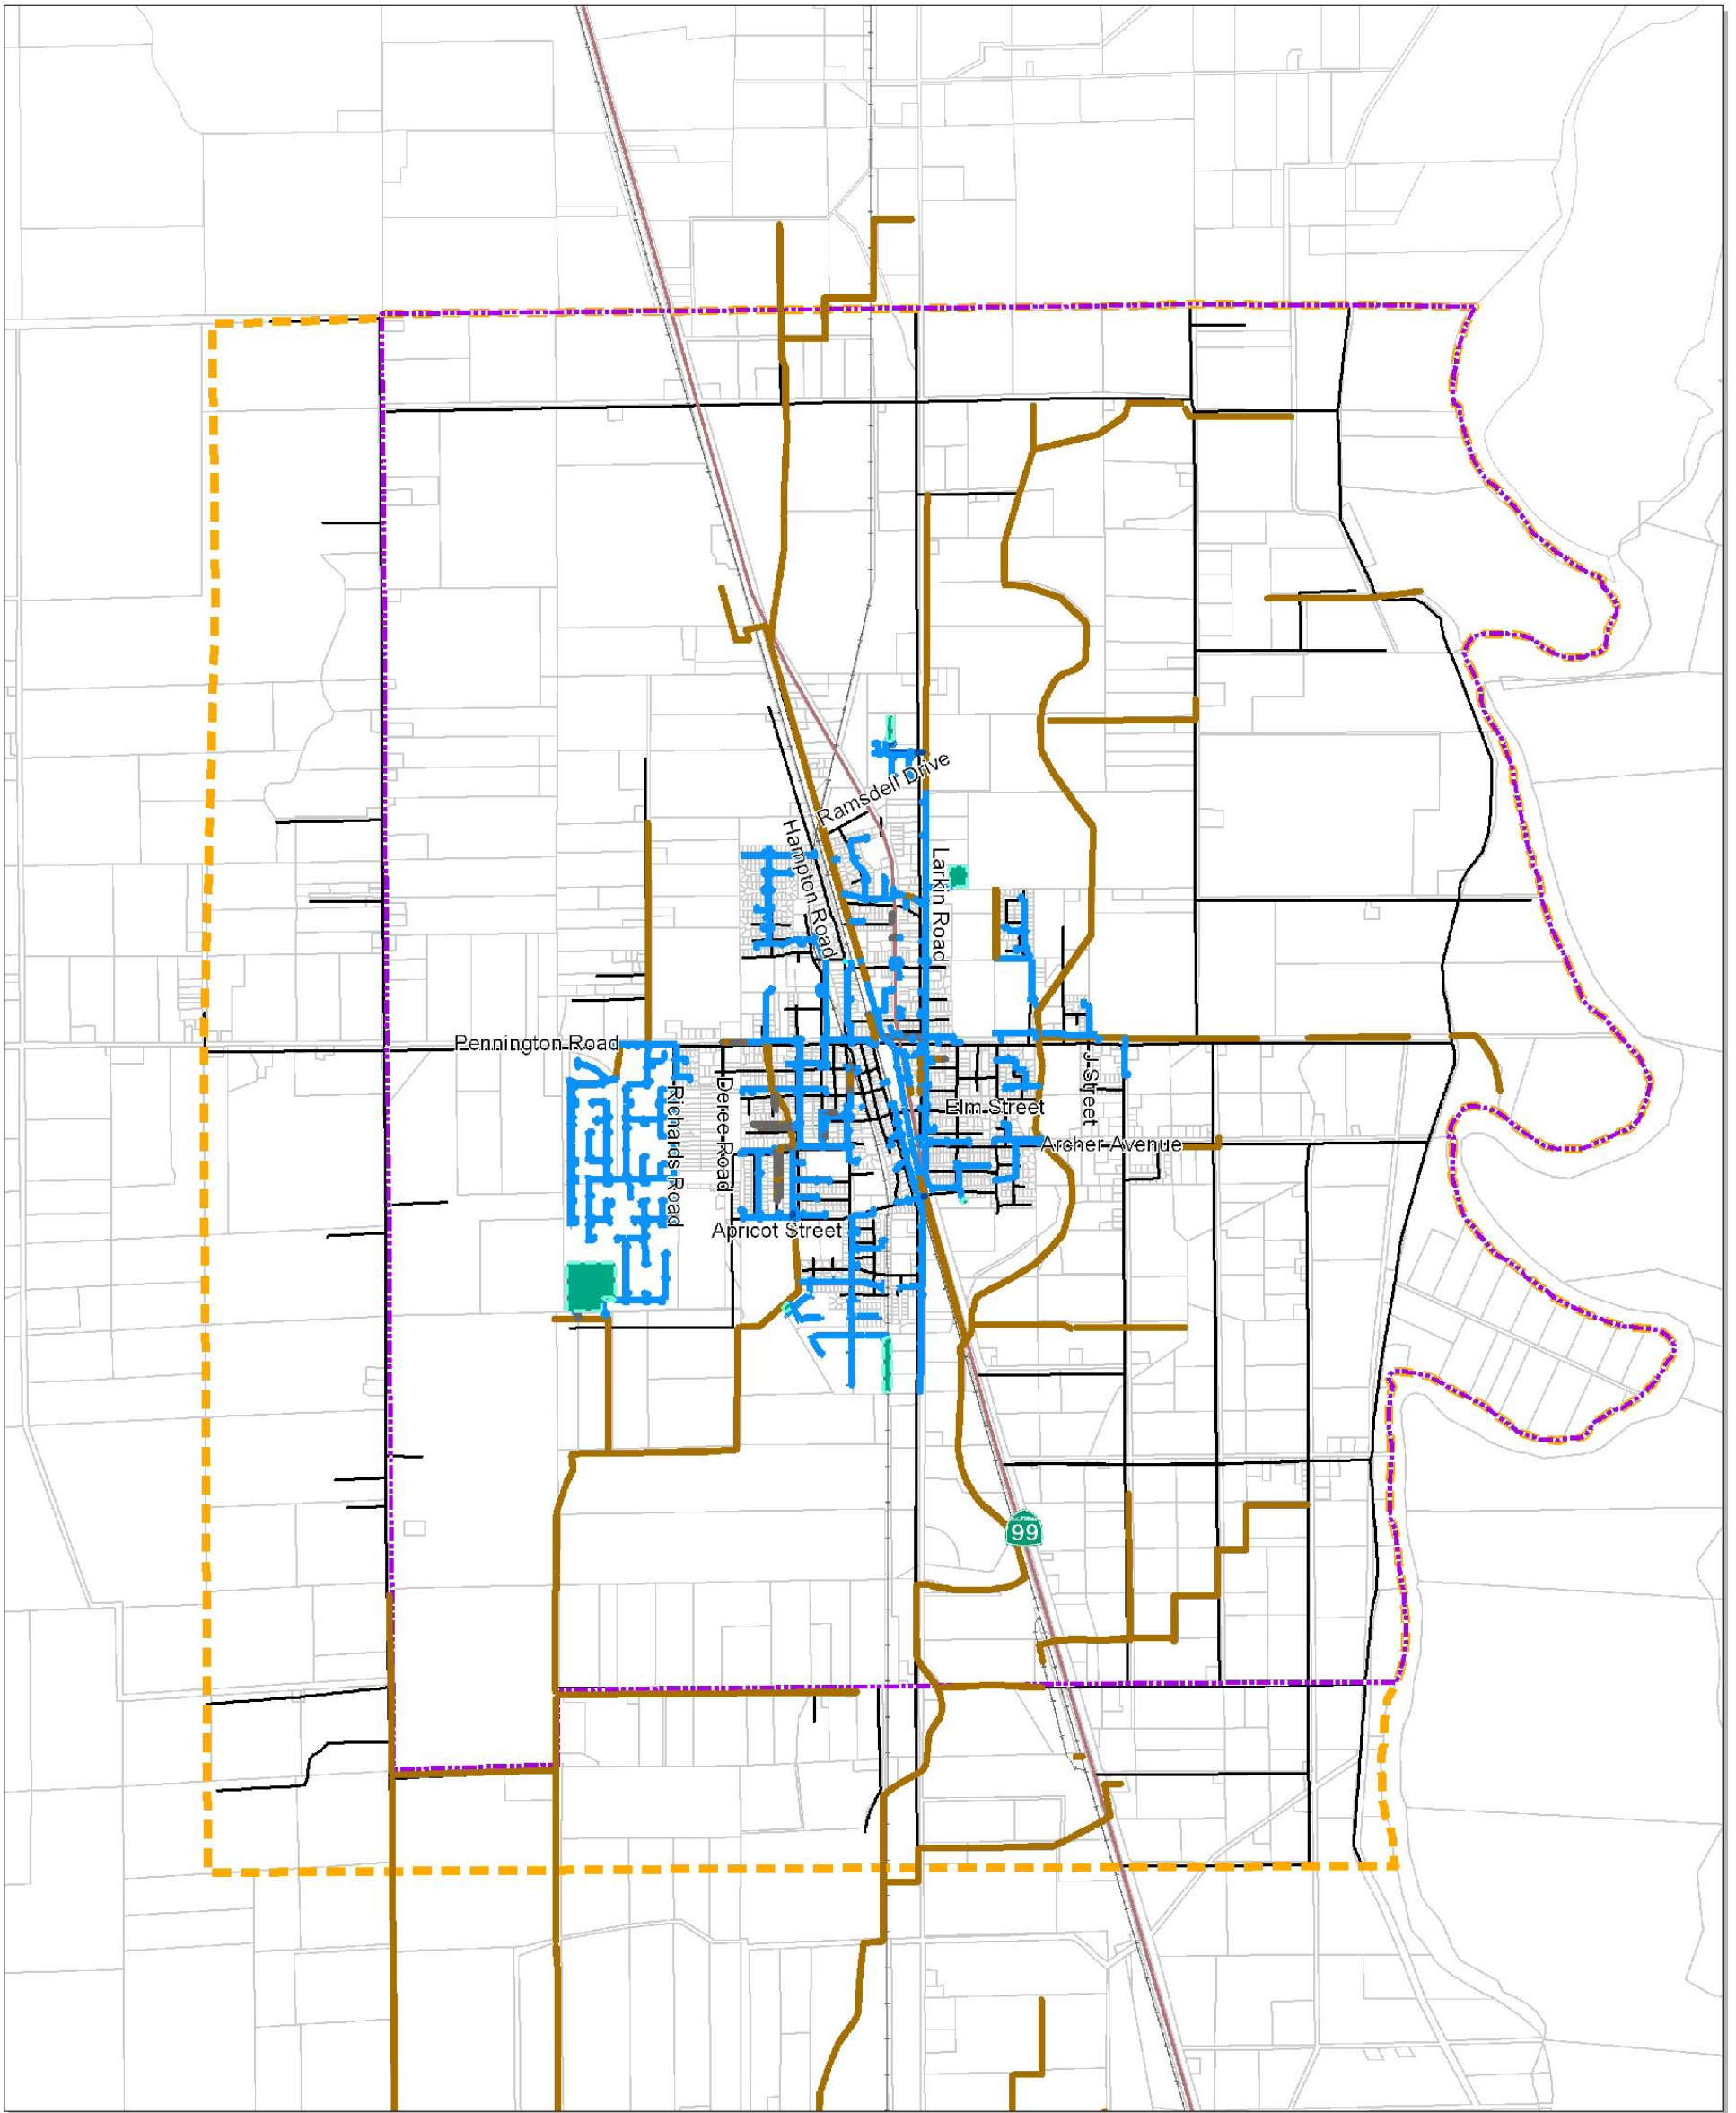 Ramsdell Drive
Hampton Road
Larkin Road
Pennington Road
Richards Road
Deree Road
J-Street
Elm Street
Archer Avenue
Apricot Street
99